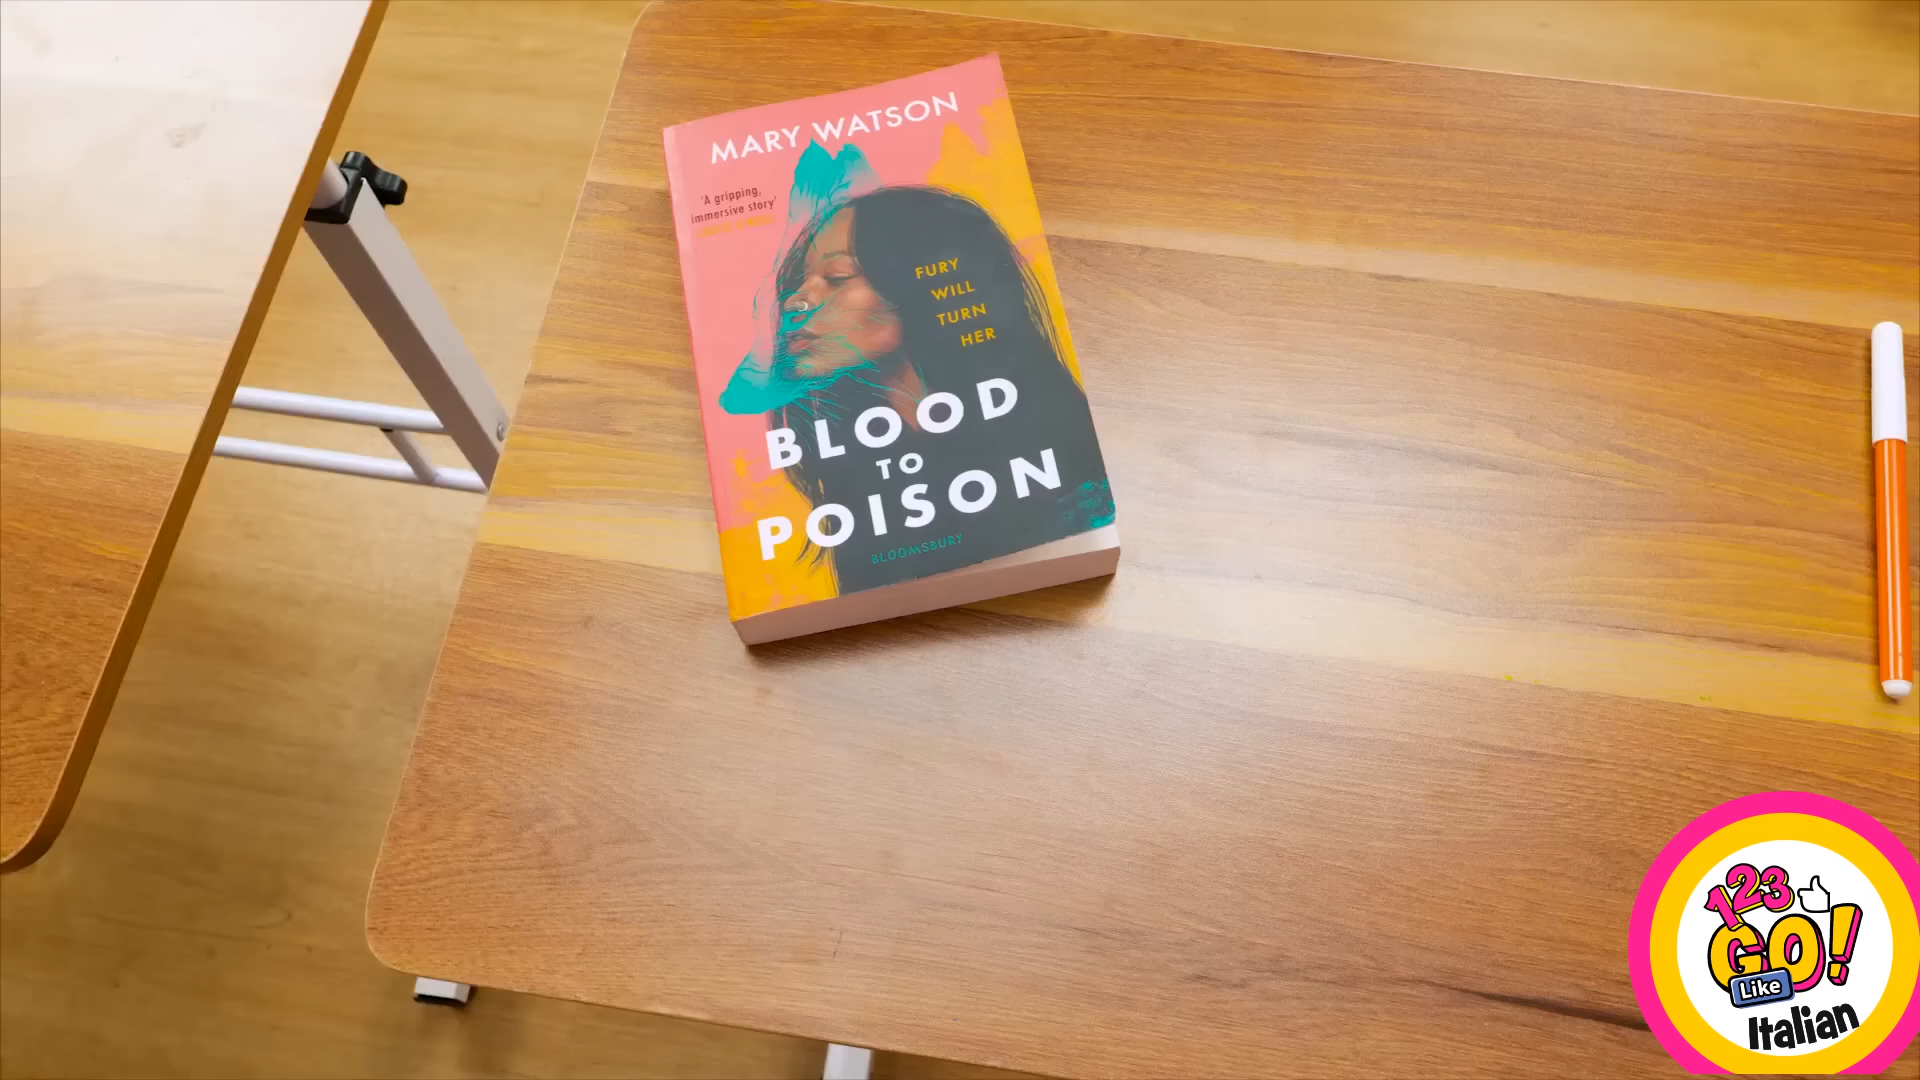 MARY WATSON
'A gripping,
immersive story'
FURY
WILL
TURN
HER
BLOOD
TO
POISON
BLOOMSBURY
123
GO!
Like
Italian